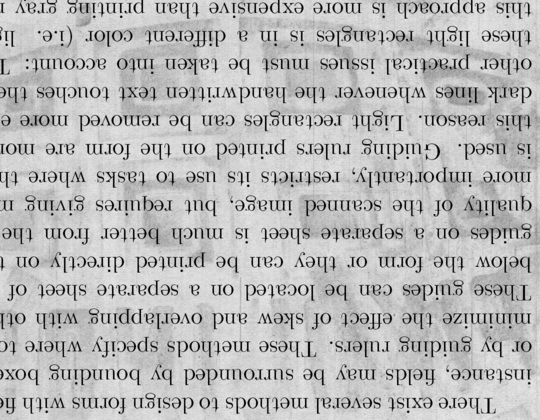 There exist several methods to design forms with fi
instance, fields may be surrounded by bounding boxe
or by guiding rulers. These methods specify where to
minimize the effect of skew and overlapping with oth
These guides can be located on a separate sheet of
below the form or they can be printed directly on t
guides on a separate sheet is much better from the
quality of the scanned image, but requires giving m
more importantly, restricts its use to tasks where th
is used. Guiding rulers printed on the form are mor
this reason. Light rectangles can be removed more e
dark lines whenever the handwritten text touches the
other practical issues must be taken into account: T
these light rectangles is in a different color (i.e. li
this approach is more expensive than printing gray